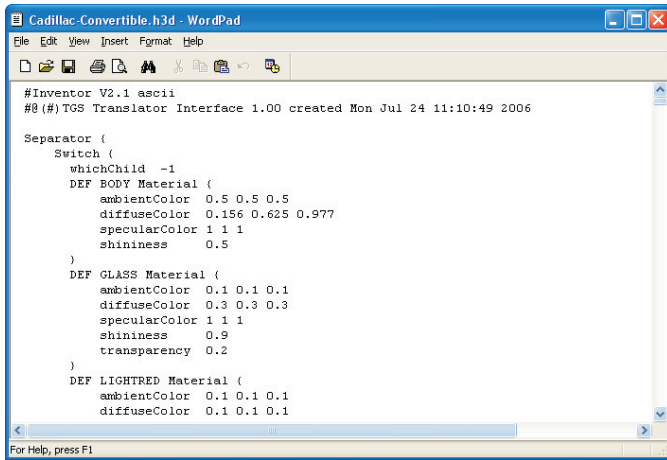 Cadillac-Convertible.h3d - WordPad
File Edit View Insert Format Help
#Inventor V2.1 ascii
#@(#)TGS Translator Interface 1.00 created Mon Jul 24 11:10:49 2006
Separator {
Switch {
whichChild -1
DEF BODY Material {
ambientColor 0.5 0.5 0.5
diffuseColor 0.156 0.625 0.977
specularColor 1 1 1
shininess 0.5
}
DEF GLASS Material {
ambientColor 0.1 0.1 0.1
diffuseColor 0.3 0.3 0.3
specularColor 1 1 1
shininess 0.9
transparency 0.2
}
DEF LIGHTRED Material {
ambientColor 0.1 0.1 0.1
diffuseColor 0.1 0.1 0.1
For Help, press F1